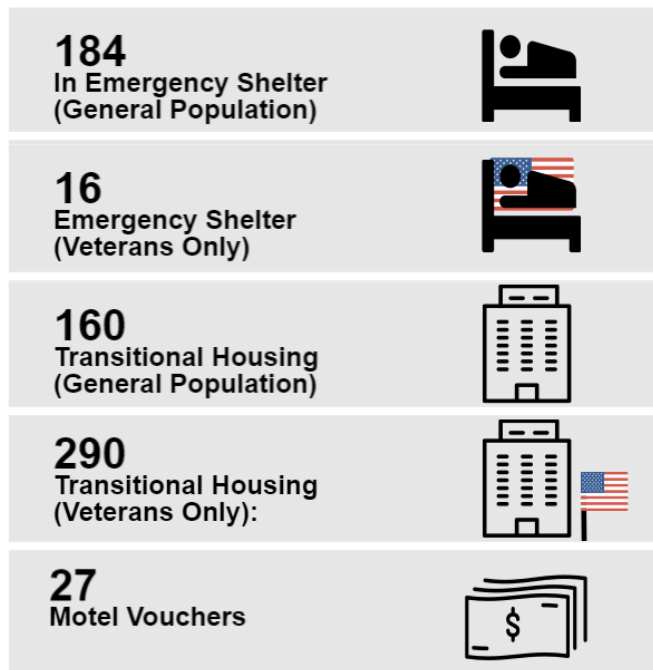 184
In Emergency Shelter
(General Population)
16
Emergency Shelter
(Veterans Only)
160
Transitional Housing
(General Population)
290
Transitional Housing
(Veterans Only):
27
Motel Vouchers
$